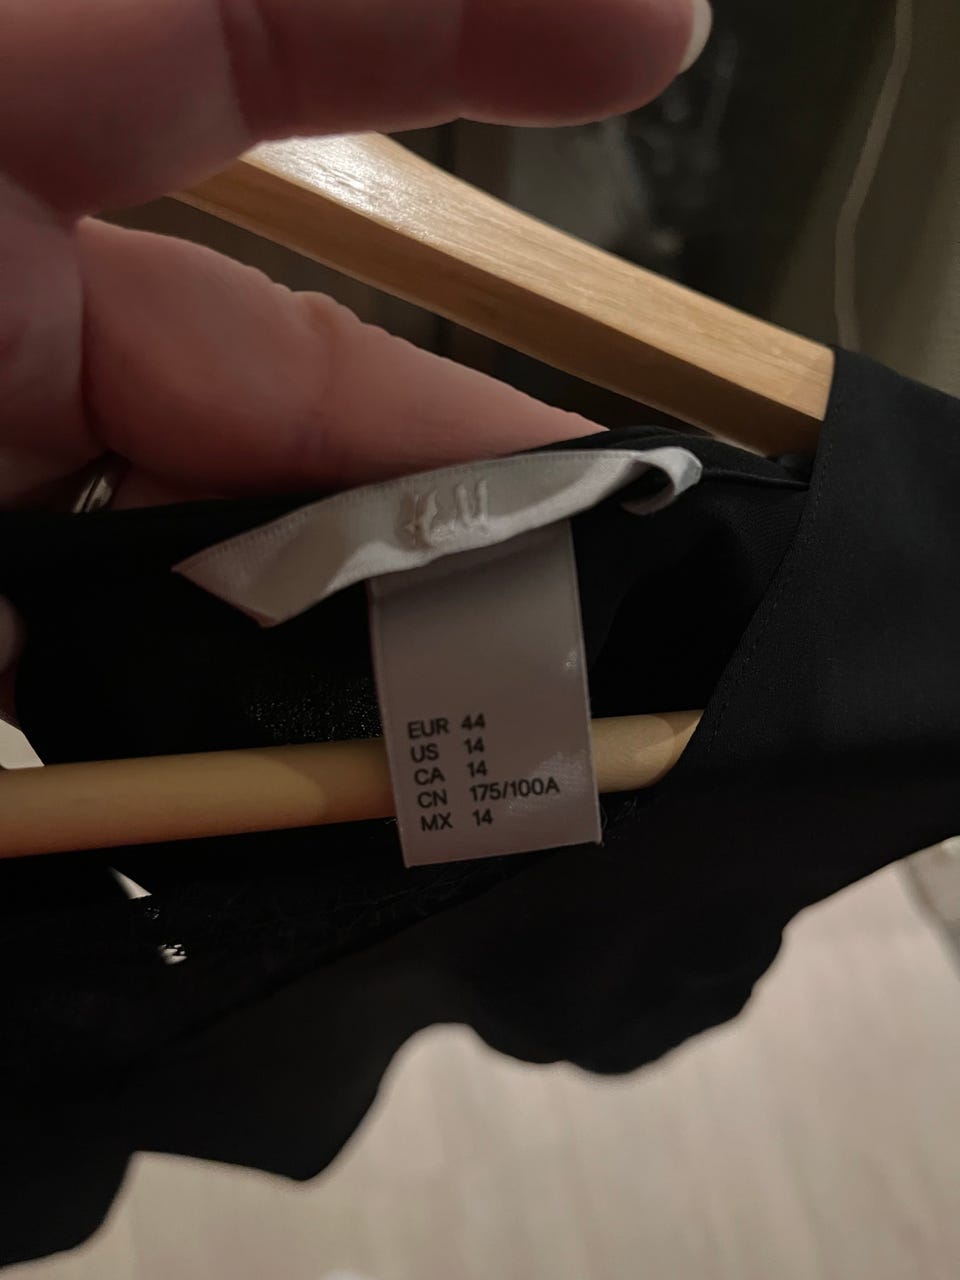 H&M
EUR 44
US 14
CA 14
CN 175/100A
MX 14